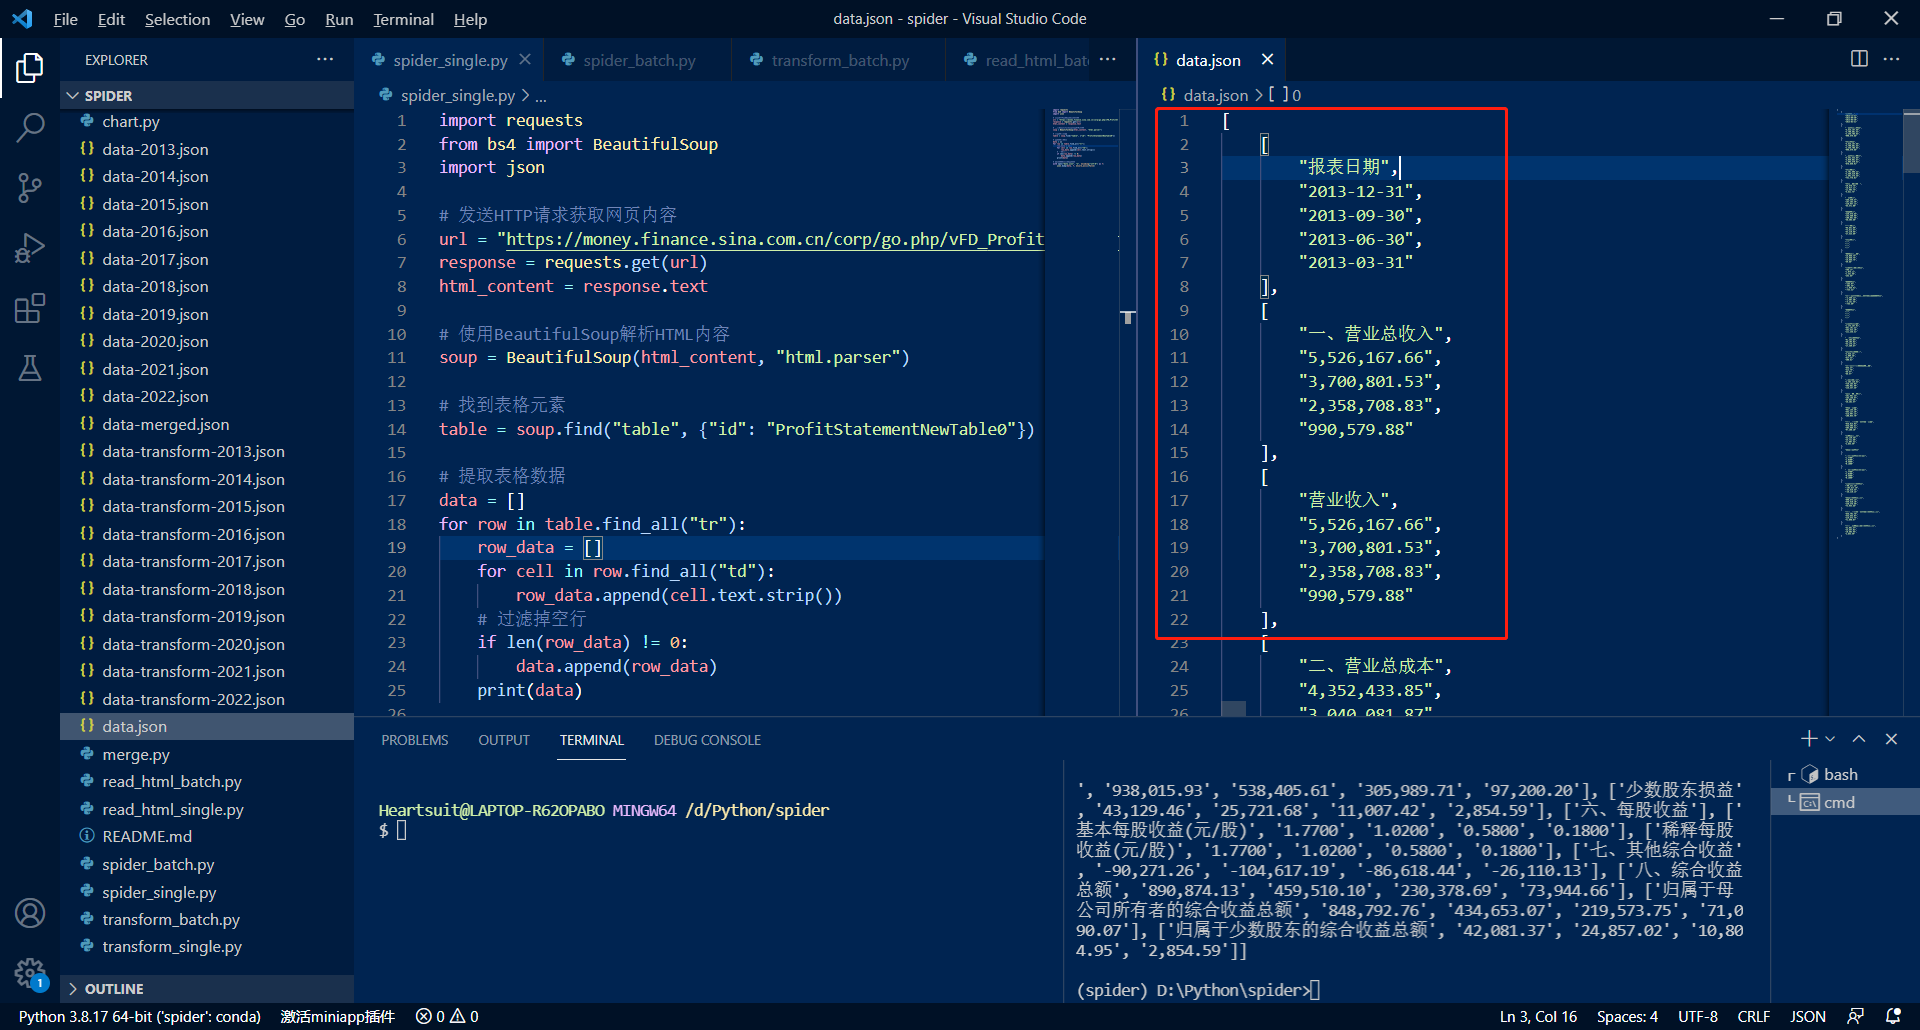 File Edit Selection View Go Run Terminal Help
data.json - spider - Visual Studio Code
EXPLORER
SPIDER
chart.py
data-2013.json
data-2014.json
data-2015.json
data-2016.json
data-2017.json
data-2018.json
data-2019.json
data-2020.json
data-2021.json
data-2022.json
data-merged.json
data-transform-2013.json
data-transform-2014.json
data-transform-2015.json
data-transform-2016.json
data-transform-2017.json
data-transform-2018.json
data-transform-2019.json
data-transform-2020.json
data-transform-2021.json
data-transform-2022.json
data.json
merge.py
read_html_batch.py
read_html_single.py
README.md
spider_batch.py
spider_single.py
transform_batch.py
transform_single.py
OUTLINE
spider_single.py spider_batch.py transform_batch.py read_html_bat
spider_single.py > ...
1 import requests
2 from bs4 import BeautifulSoup
3 import json
4
5 # 发送HTTP请求获取网页内容
6 url = "https://money.finance.sina.com.cn/corp/go.php/vFD_Profit
7 response = requests.get(url)
8 html_content = response.text
9
10 # 使用BeautifulSoup解析HTML内容
11 soup = BeautifulSoup(html_content, "html.parser")
12
13 # 找到表格元素
14 table = soup.find("table", {"id": "ProfitStatementNewTable0"})
15
16 # 提取表格数据
17 data = []
18 for row in table.find_all("tr"):
19 row_data = []
20 for cell in row.find_all("td"):
21 row_data.append(cell.text.strip())
22 # 过滤掉空行
23 if len(row_data) != 0:
24 data.append(row_data)
25 print(data)
26
data.json
data.json > [ ] 0
1 [
2 [
3 "报表日期",
4 "2013-12-31",
5 "2013-09-30",
6 "2013-06-30",
7 "2013-03-31"
8 ],
9 [
10 "一、营业总收入",
11 "5,526,167.66",
12 "3,700,801.53",
13 "2,358,708.83",
14 "990,579.88"
15 ],
16 [
17 "营业收入",
18 "5,526,167.66",
19 "3,700,801.53",
20 "2,358,708.83",
21 "990,579.88"
22 ],
23 [
24 "二、营业总成本",
25 "4,352,433.85",
26 "3,040,081.87"
PROBLEMS OUTPUT TERMINAL DEBUG CONSOLE
Heartsuit@LAPTOP-R62OPABO MINGW64 /d/Python/spider
$
', '938,015.93', '538,405.61', '305,989.71', '97,200.20'], ['少数股东损益'
, '43,129.46', '25,721.68', '11,007.42', '2,854.59'], ['六、每股收益'], ['
基本每股收益(元/股)', '1.7700', '1.0200', '0.5800', '0.1800'], ['稀释每股
收益(元/股)', '1.7700', '1.0200', '0.5800', '0.1800'], ['七、其他综合收益'
, '-90,271.26', '-104,617.19', '-86,618.44', '-26,110.13'], ['八、综合收益
总额', '890,874.13', '459,510.10', '230,378.69', '73,944.66'], ['归属于母
公司所有者的综合收益总额', '848,792.76', '434,653.07', '219,573.75', '71,0
90.07'], ['归属于少数股东的综合收益总额', '42,081.37', '24,857.02', '10,80
4.95', '2,854.59']]
(spider) D:\Python\spider>
bash
cmd
1
Python 3.8.17 64-bit ('spider': conda) 激活miniapp插件 0 0
Ln 3, Col 16 Spaces: 4 UTF-8 CRLF JSON